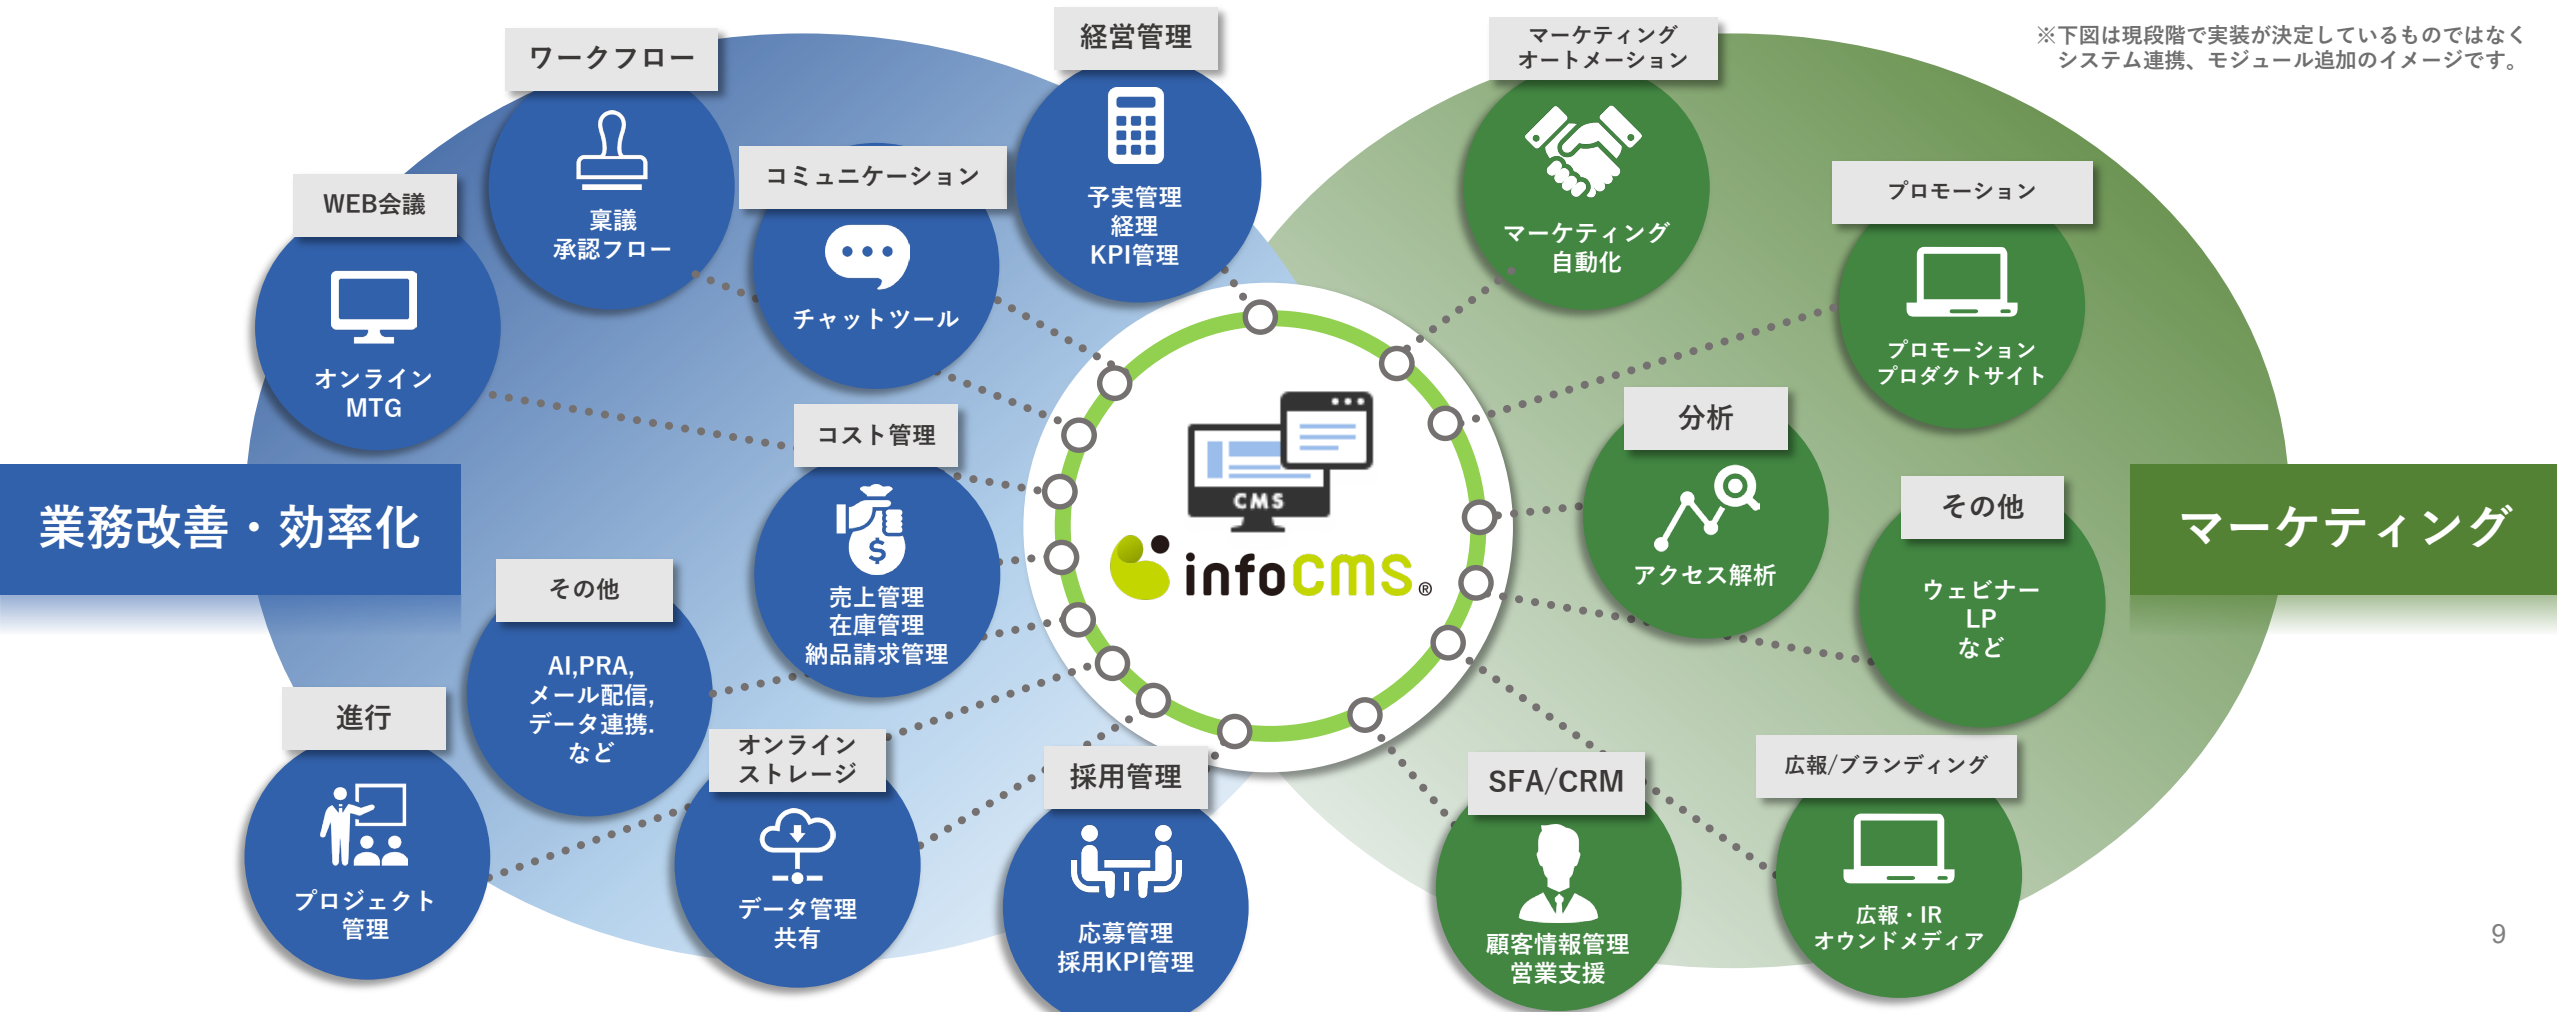 ※下図は現段階で実装が決定しているものではなく
システム連携、モジュール追加のイメージです。
業務改善・効率化
WEB会議
オンライン
MTG
ワークフロー
稟議
承認フロー
コミュニケーション
チャットツール
経営管理
予実管理
経理
KPI管理
コスト管理
売上管理
在庫管理
納品請求管理
その他
AI,PRA,
メール配信,
データ連携.
など
進行
プロジェクト
管理
オンライン
ストレージ
データ管理
共有
採用管理
応募管理
採用KPI管理
CMS
infoCMS®
マーケティング
オートメーション
マーケティング
自動化
プロモーション
プロモーション
プロダクトサイト
分析
アクセス解析
その他
ウェビナー
LP
など
SFA/CRM
顧客情報管理
営業支援
広報/ブランディング
広報・IR
オウンドメディア
マーケティング
9